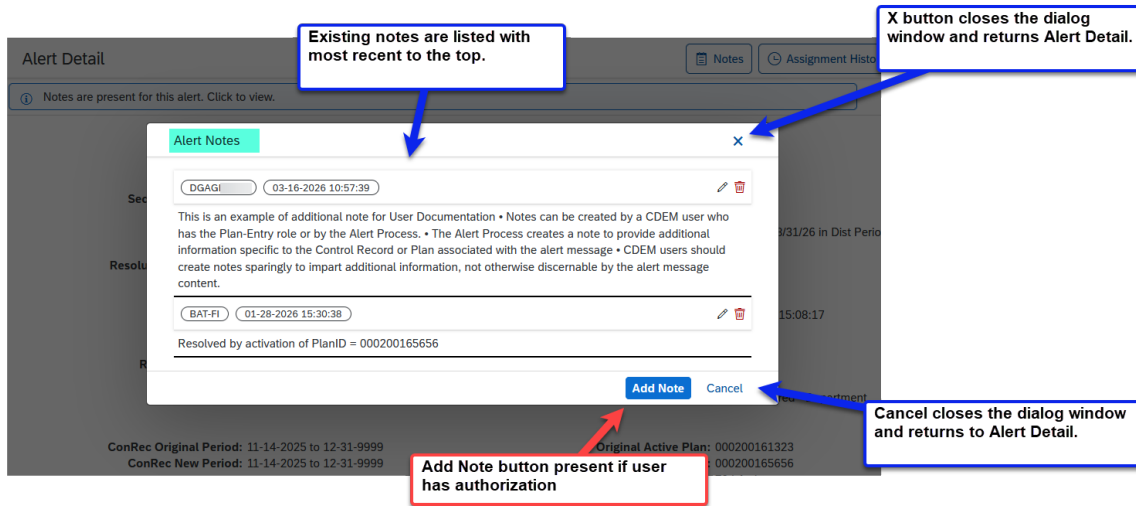 Existing notes are listed with
most recent to the top.
X button closes the dialog
window and returns Alert Detail.
Alert Detail
Notes
Assignment Histo
Notes are present for this alert. Click to view.
Alert Notes
DGAGI
03-16-2026 10:57:39
Sec
This is an example of additional note for User Documentation • Notes can be created by a CDEM user who
has the Plan-Entry role or by the Alert Process. • The Alert Process creates a note to provide additional
information specific to the Control Record or Plan associated with the alert message • CDEM users should
create notes sparingly to impart additional information, not otherwise discernable by the alert message
content.
3/31/26 in Dist Perio
Resolu
BAT-FI
01-28-2026 15:30:38
15:08:17
Resolved by activation of PlanID = 000200165656
R
Add Note
Cancel
Cancel closes the dialog window
and returns to Alert Detail.
ConRec Original Period: 11-14-2025 to 12-31-9999
Original Active Plan: 000200161323
ConRec New Period: 11-14-2025 to 12-31-9999
000200165656
Add Note button present if user
has authorization